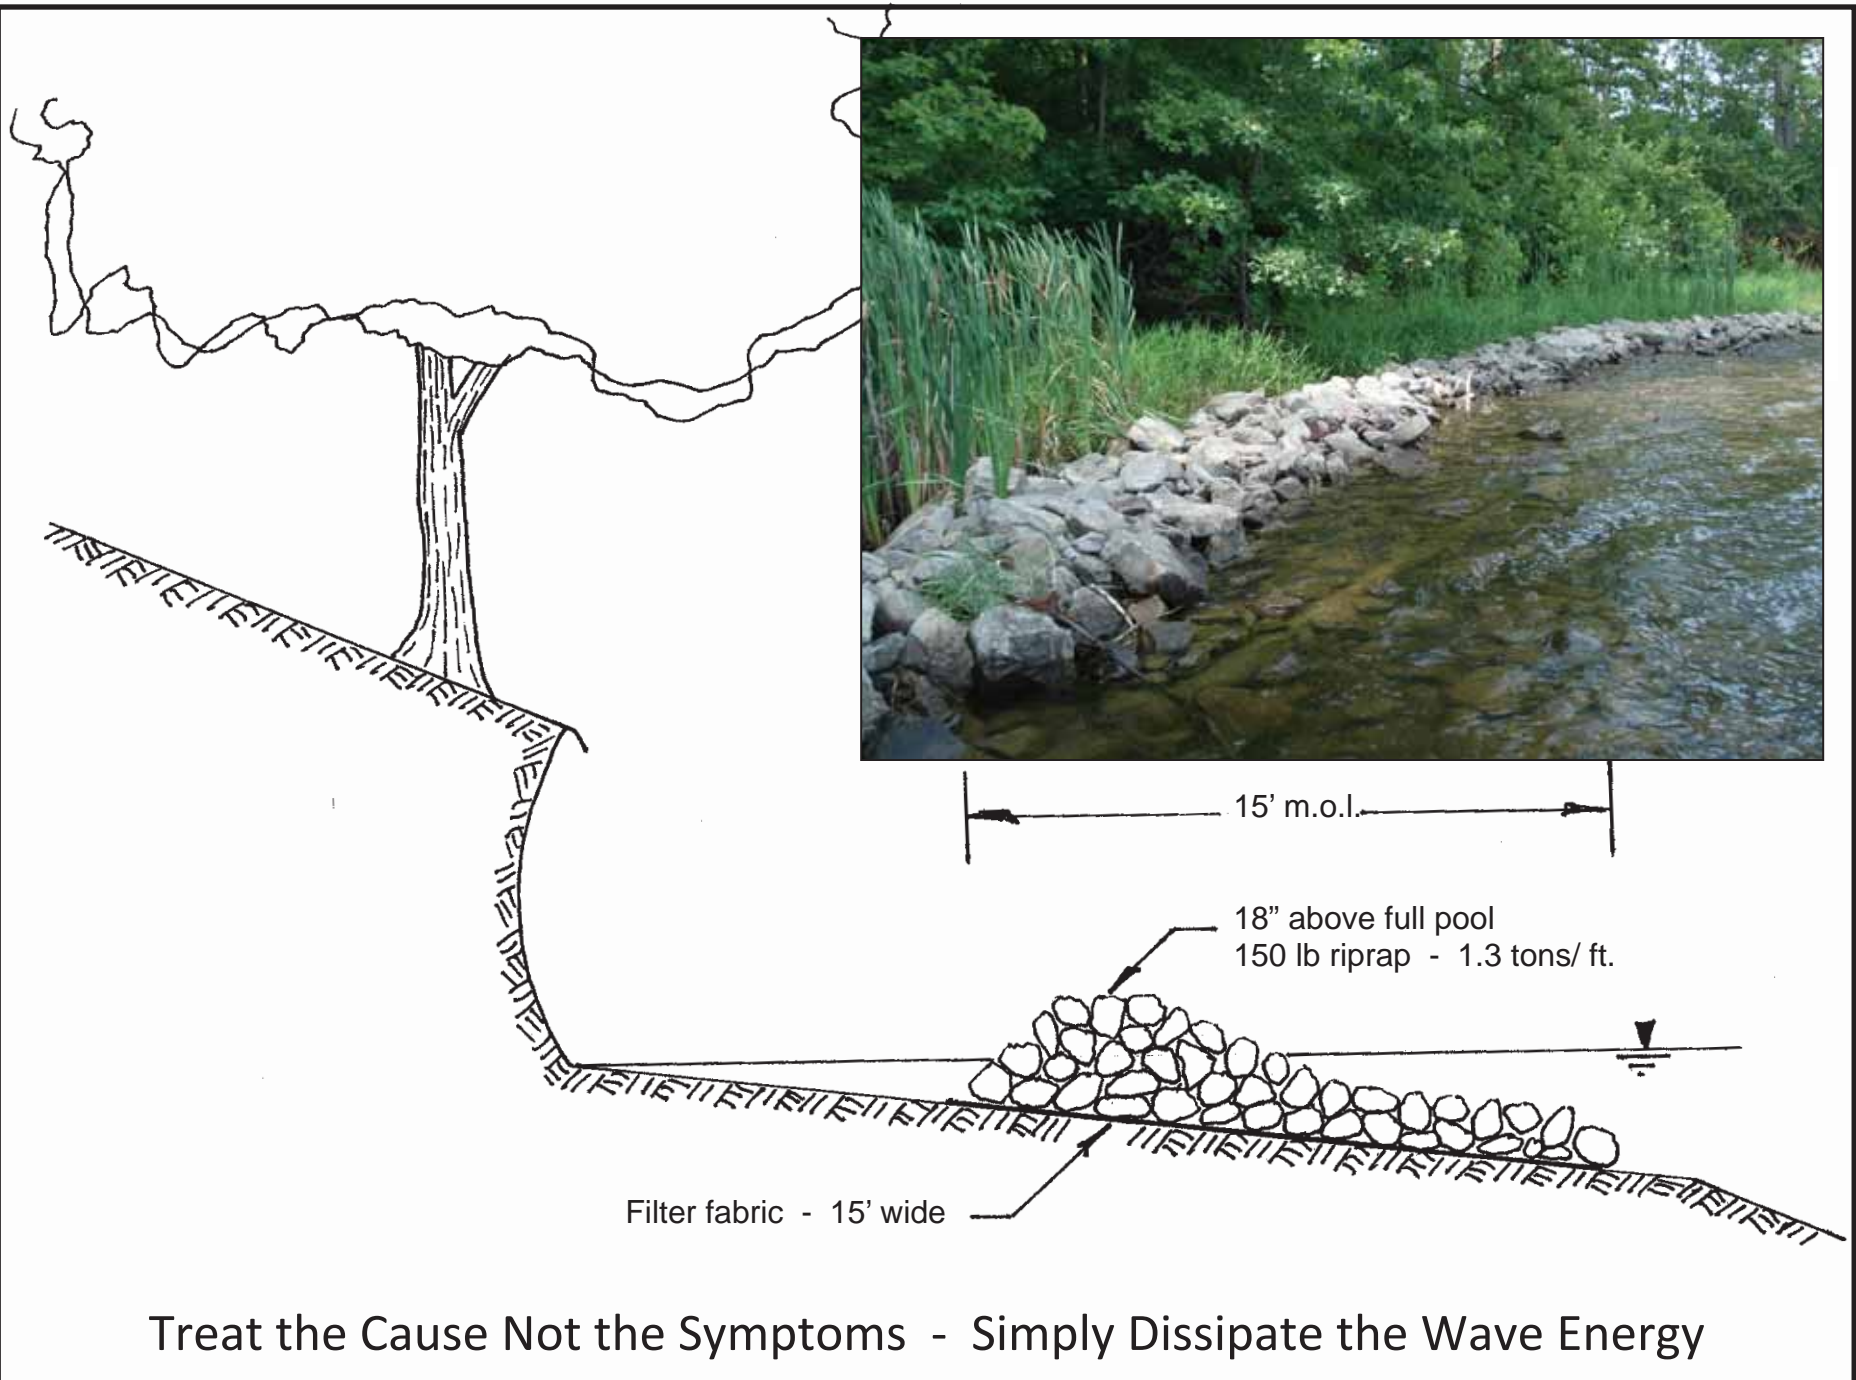 15’ m.o.l.
18” above full pool
150 lb riprap - 1.3 tons/ ft.
Filter fabric - 15’ wide
Treat the Cause Not the Symptoms - Simply Dissipate the Wave Energy